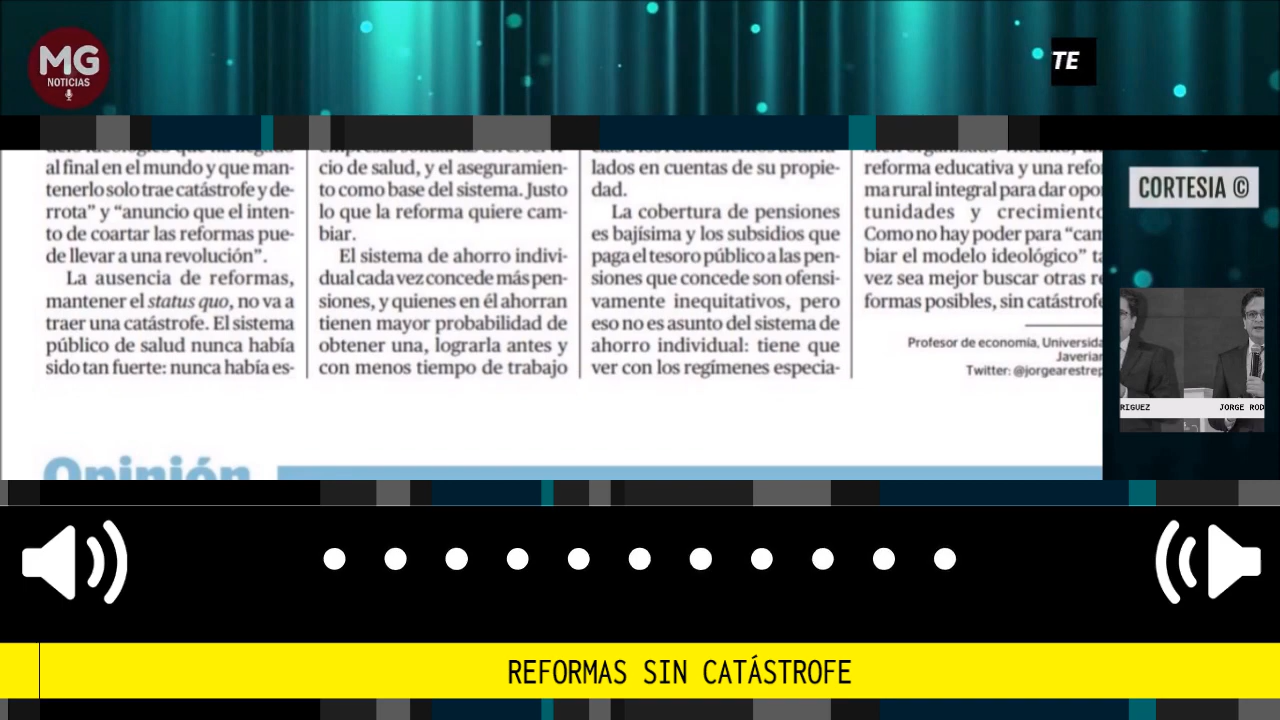 MG
NOTICIAS
TE
CORTESIA ©
al final en el mundo y que man-
tenerlo solo trae catástrofe y de-
rrota” y “anuncio que el inten-
to de coartar las reformas pue-
de llevar a una revolución”.
La ausencia de reformas,
mantener el status quo, no va a
traer una catástrofe. El sistema
público de salud nunca había
sido tan fuerte: nunca había es-
cio de salud, y el aseguramien-
to como base del sistema. Justo
lo que la reforma quiere cam-
biar.
El sistema de ahorro indivi-
dual cada vez concede más pen-
siones, y quienes en él ahorran
tienen mayor probabilidad de
obtener una, lograrla antes y
con menos tiempo de trabajo
lados en cuentas de su propie-
dad.
La cobertura de pensiones
es bajísima y los subsidios que
paga el tesoro público a las pen-
siones que concede son ofensi-
vamente inequitativos, pero
eso no es asunto del sistema de
ahorro individual: tiene que
ver con los regímenes especia-
reforma educativa y una refo
ma rural integral para dar opo
tunidades y crecimiento
Como no hay poder para “cam
biar el modelo ideológico” ta
vez sea mejor buscar otras re
formas posibles, sin catástrofe
Profesor de economía, Universida
Javerian
Twitter: @jorgearestrep
RIGUEZ
JORGE ROD
Opinión
REFORMAS SIN CATÁSTROFE